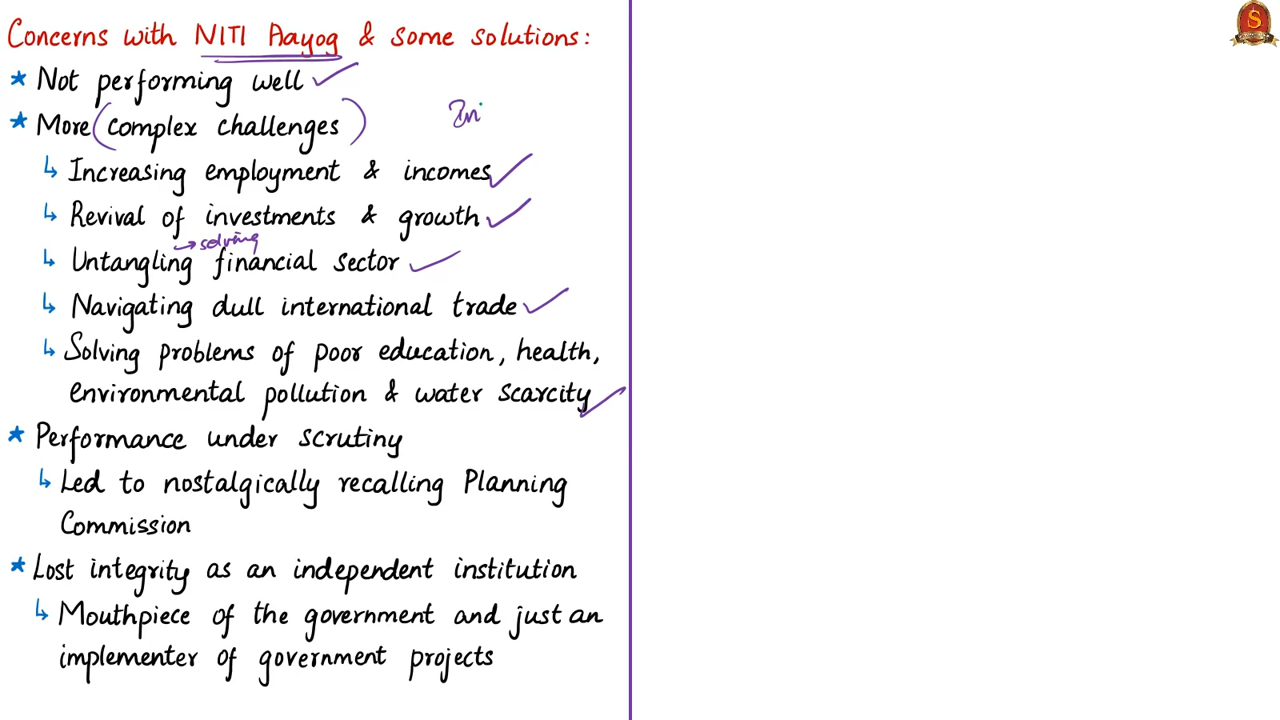 Concerns with NITI Aayog & some solutions:
* Not performing well ✓
* More (complex challenges)
↳ Increasing employment & incomes ✓
↳ Revival of investments & growth ✓
→ solving
↳ Untangling financial sector ✓
↳ Navigating dull international trade ✓
↳ Solving problems of poor education, health,
environmental pollution & water scarcity ✓
* Performance under scrutiny
↳ Led to nostalgically recalling Planning
Commission
* Lost integrity as an independent institution
↳ Mouthpiece of the government and just an
implementer of government projects
S